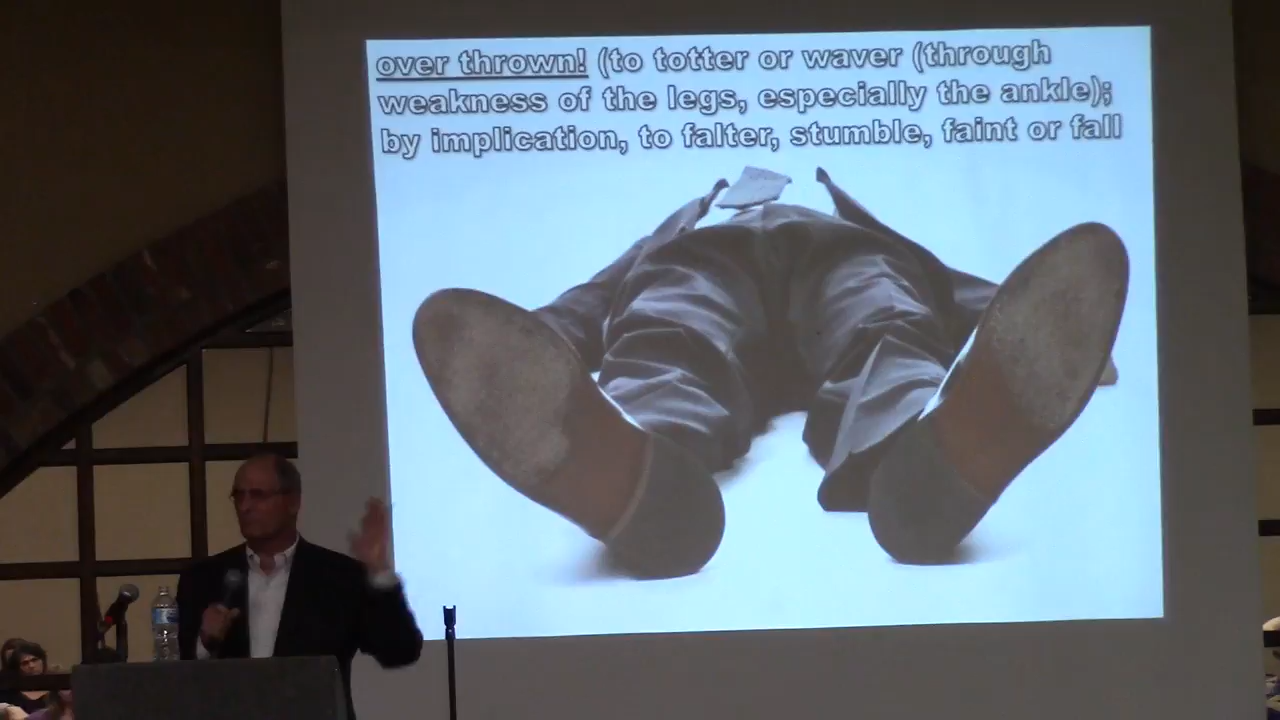 over thrown! (to totter or waver (through
weakness of the legs, especially the ankle);
by implication, to falter, stumble, faint or fall